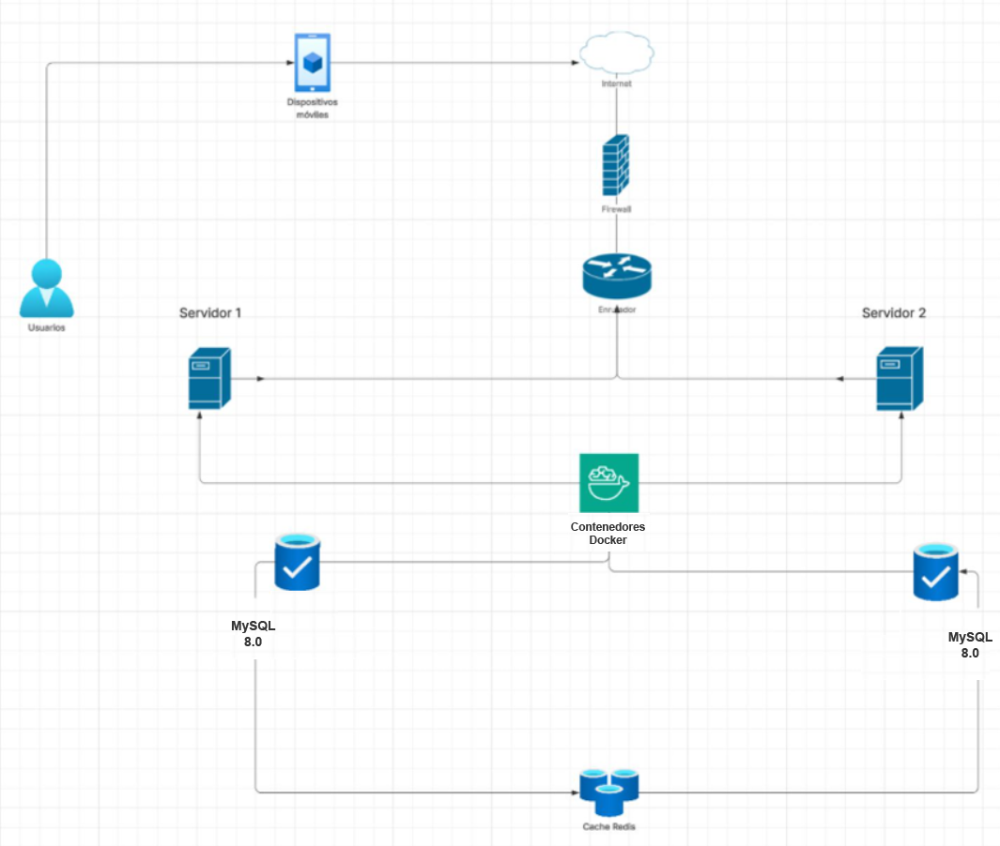 Internet
Dispositivos
móviles
Firewall
Enrutador
Servidor 1
Servidor 2
Usuarios
Contenedores
Docker
MySQL
8.0
MySQL
8.0
Cache Redis